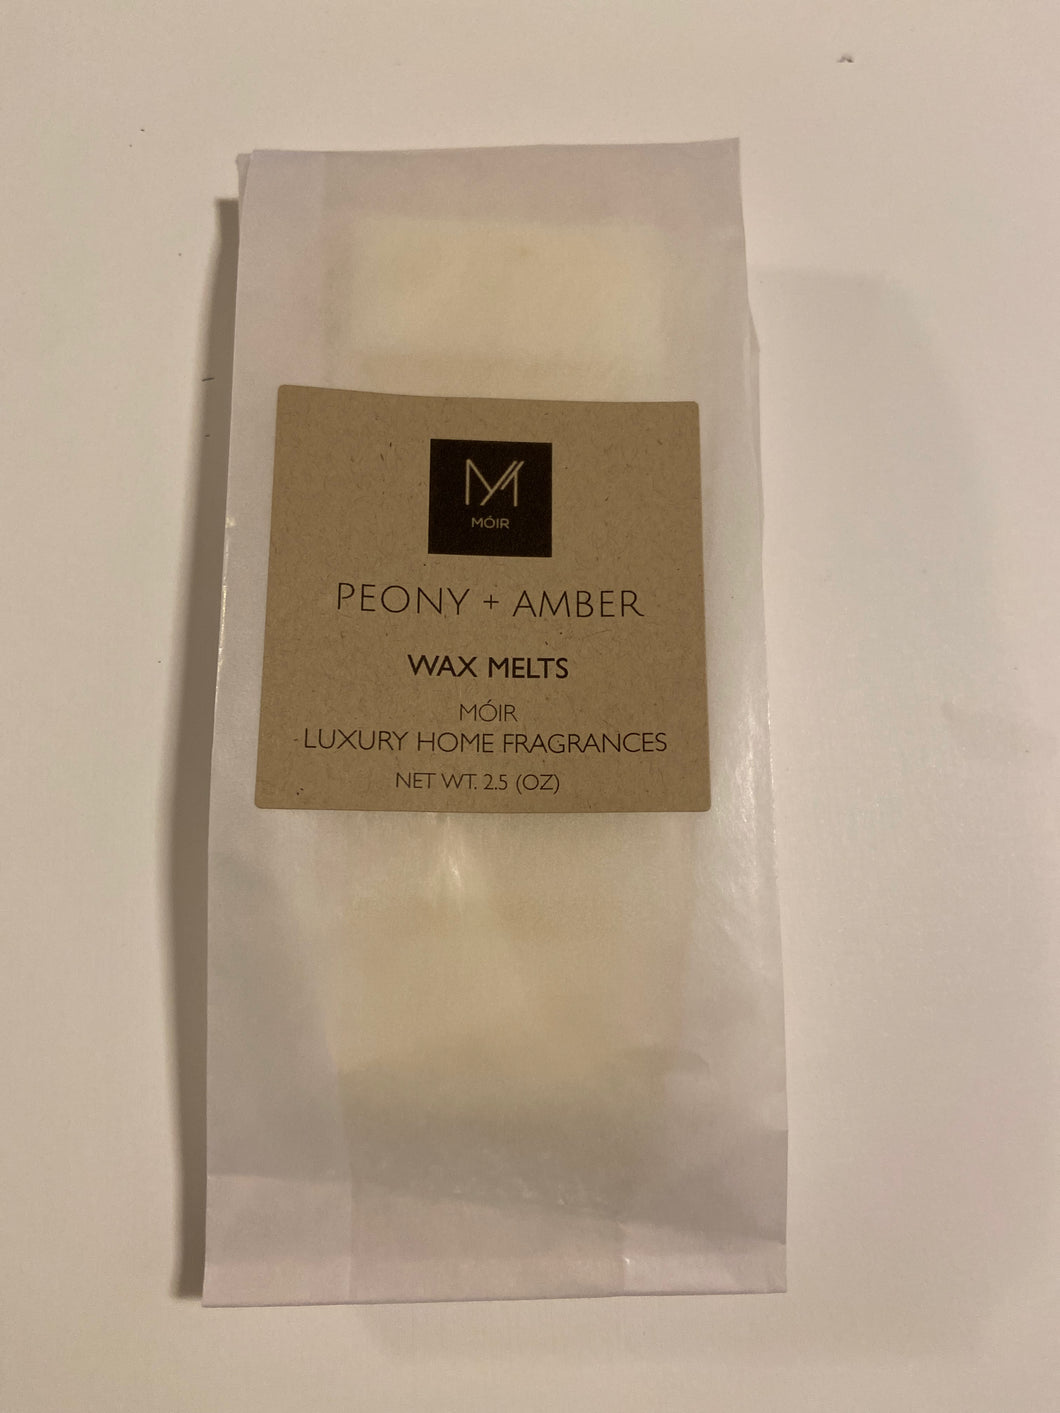 MÓIR
PEONY + AMBER
WAX MELTS
MÓIR
LUXURY HOME FRAGRANCES
NET WT. 2.5 (OZ)